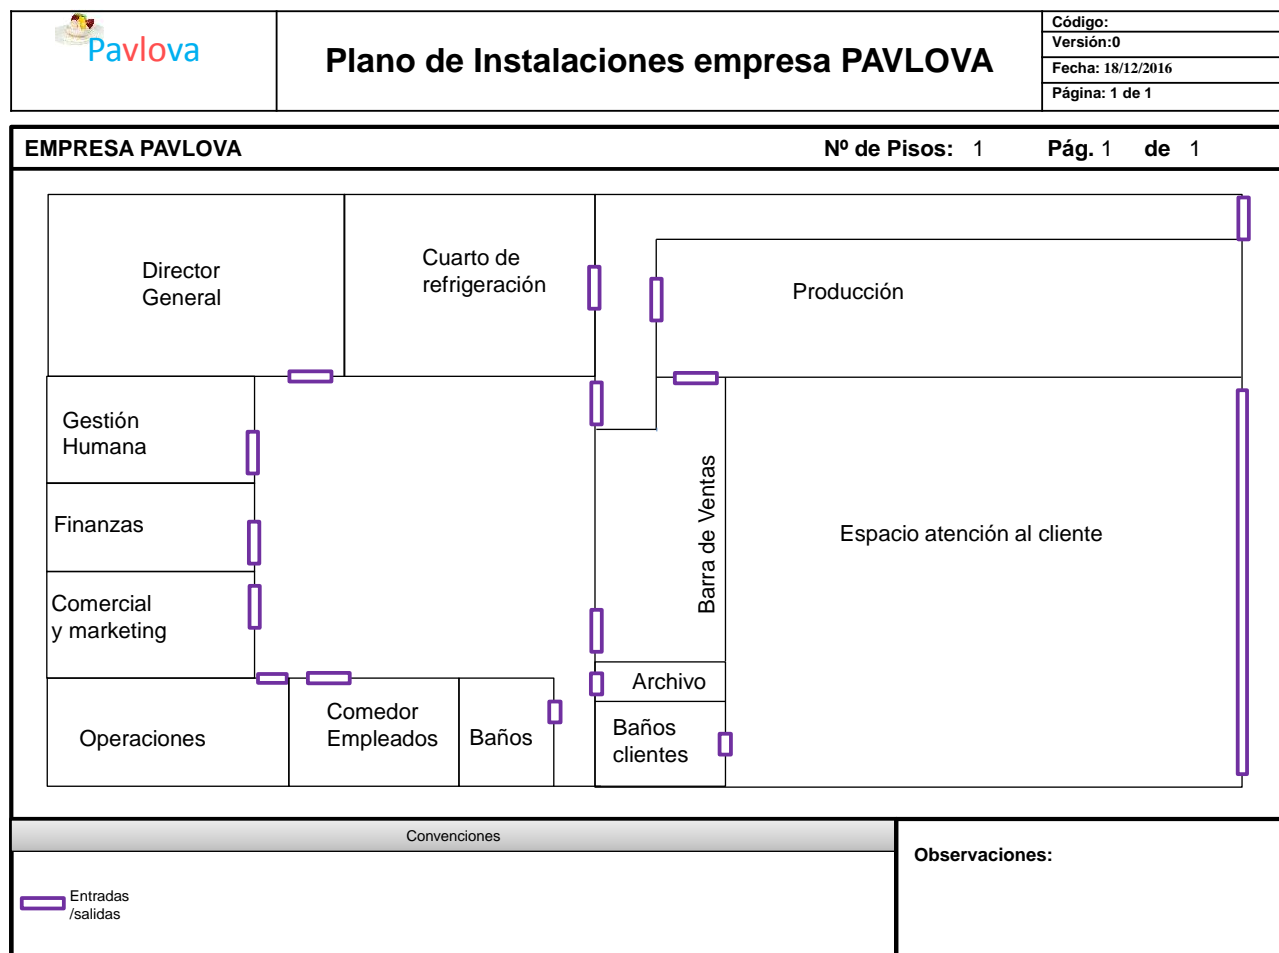 Pavlova
Plano de Instalaciones empresa PAVLOVA
Código:
Versión:0
Fecha: 18/12/2016
Página: 1 de 1
EMPRESA PAVLOVA
Nº de Pisos: 1 Pág. 1 de 1
Director
General
Cuarto de
refrigeración
Producción
Gestión
Humana
Finanzas
Comercial
y marketing
Barra de Ventas
Espacio atención al cliente
Operaciones
Comedor
Empleados
Baños
Archivo
Baños
clientes
Convenciones
Entradas
/salidas
Observaciones: